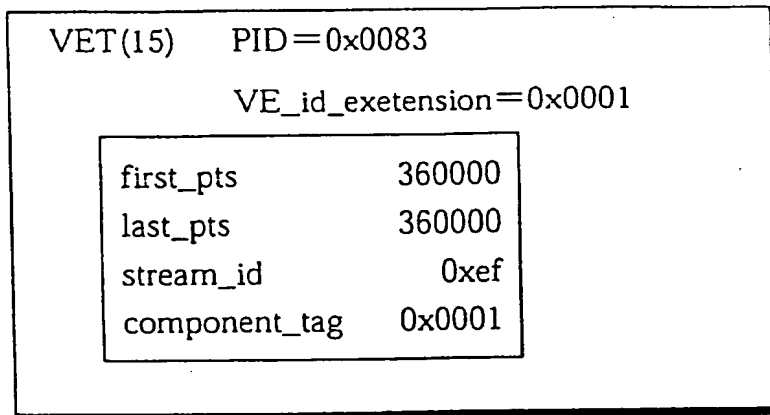 VET(15) PID=0x0083
VE_id_exetension=0x0001
first_pts 360000
last_pts 360000
stream_id 0xef
component_tag 0x0001